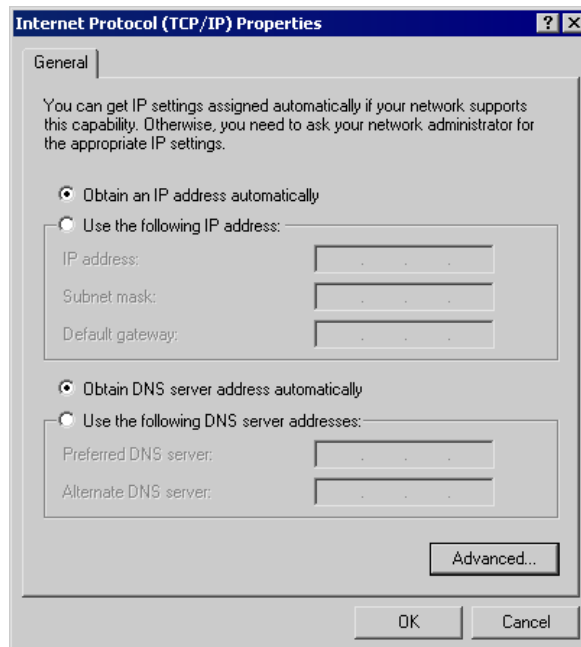 Internet Protocol (TCP/IP) Properties
General
You can get IP settings assigned automatically if your network supports
this capability. Otherwise, you need to ask your network administrator for
the appropriate IP settings.
Obtain an IP address automatically
Use the following IP address:
IP address:
Subnet mask:
Default gateway:
Obtain DNS server address automatically
Use the following DNS server addresses:
Preferred DNS server:
Alternate DNS server:
Advanced...
OK Cancel